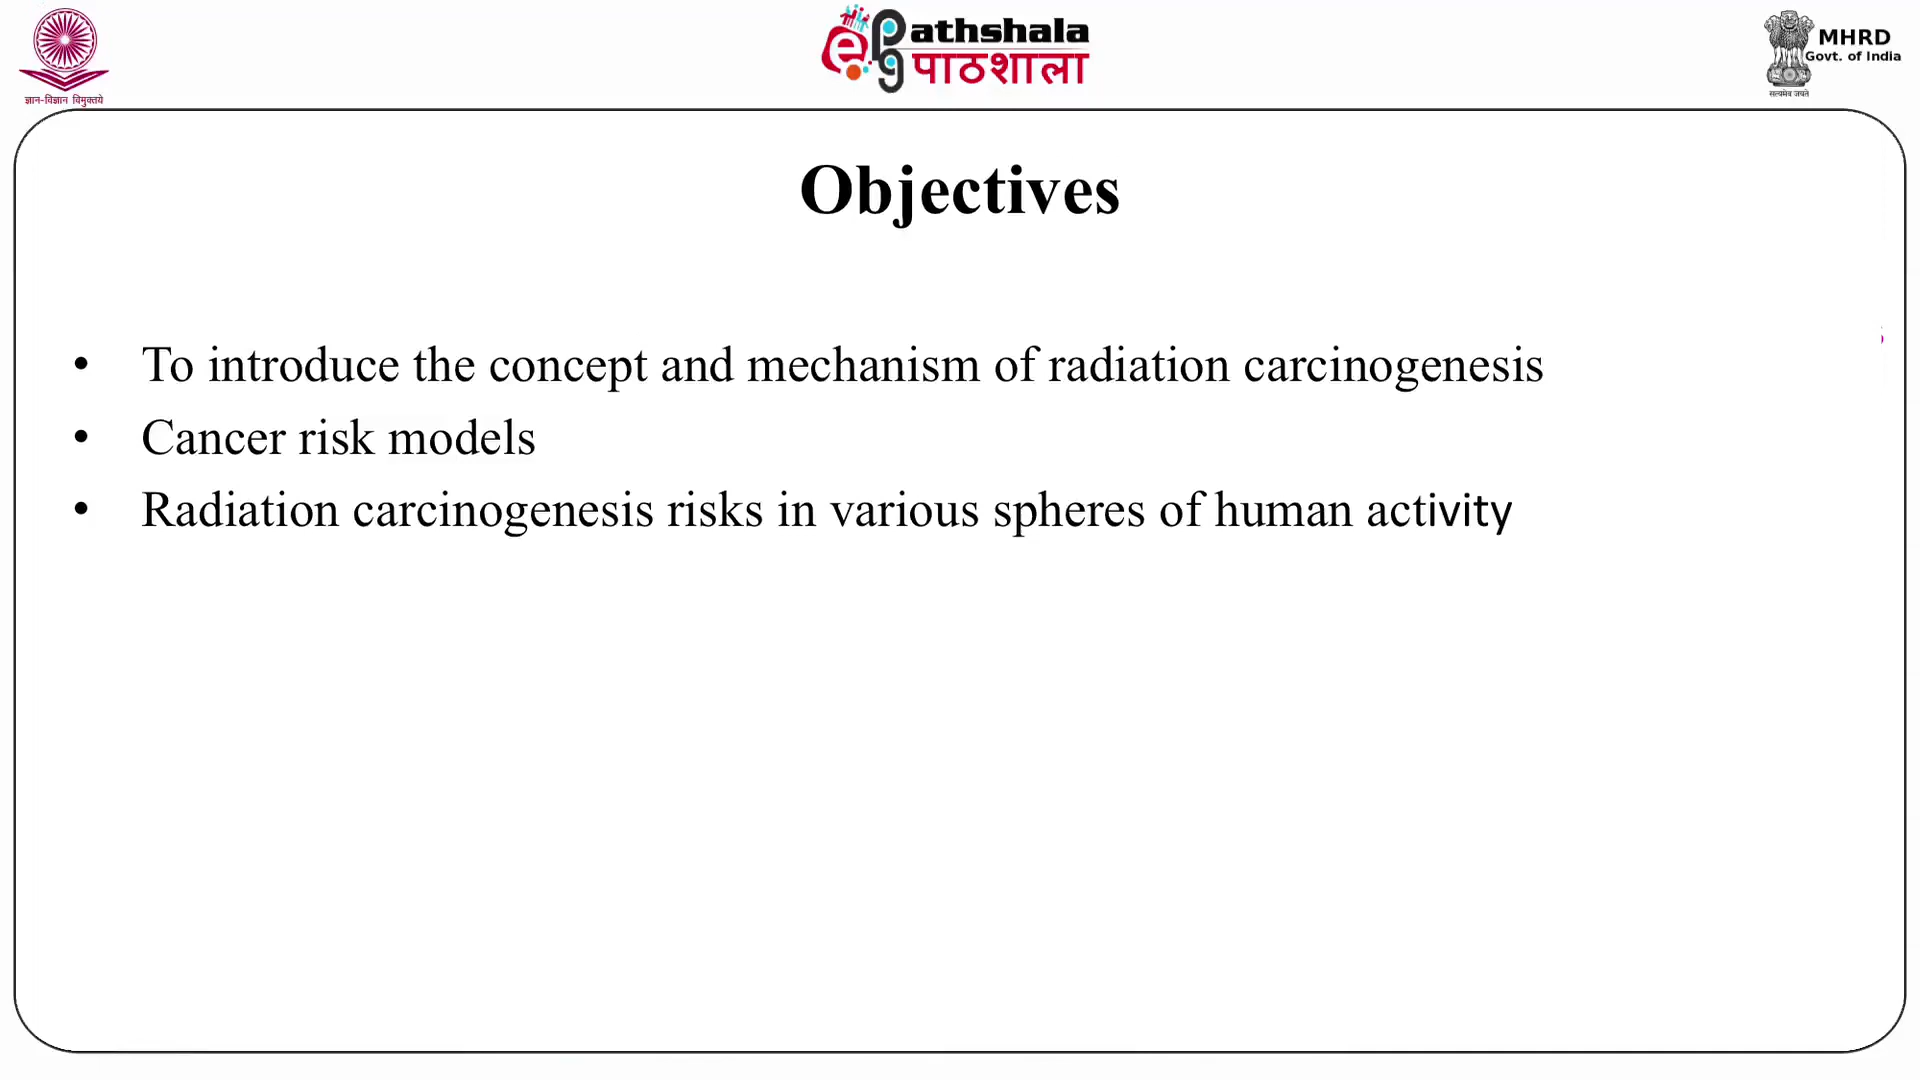 ज्ञान-विज्ञान विमुक्तये
ePGathshala
पाठशाला
MHRD
Govt. of India
सत्यमेव जयते
Objectives
• To introduce the concept and mechanism of radiation carcinogenesis
• Cancer risk models
• Radiation carcinogenesis risks in various spheres of human activity